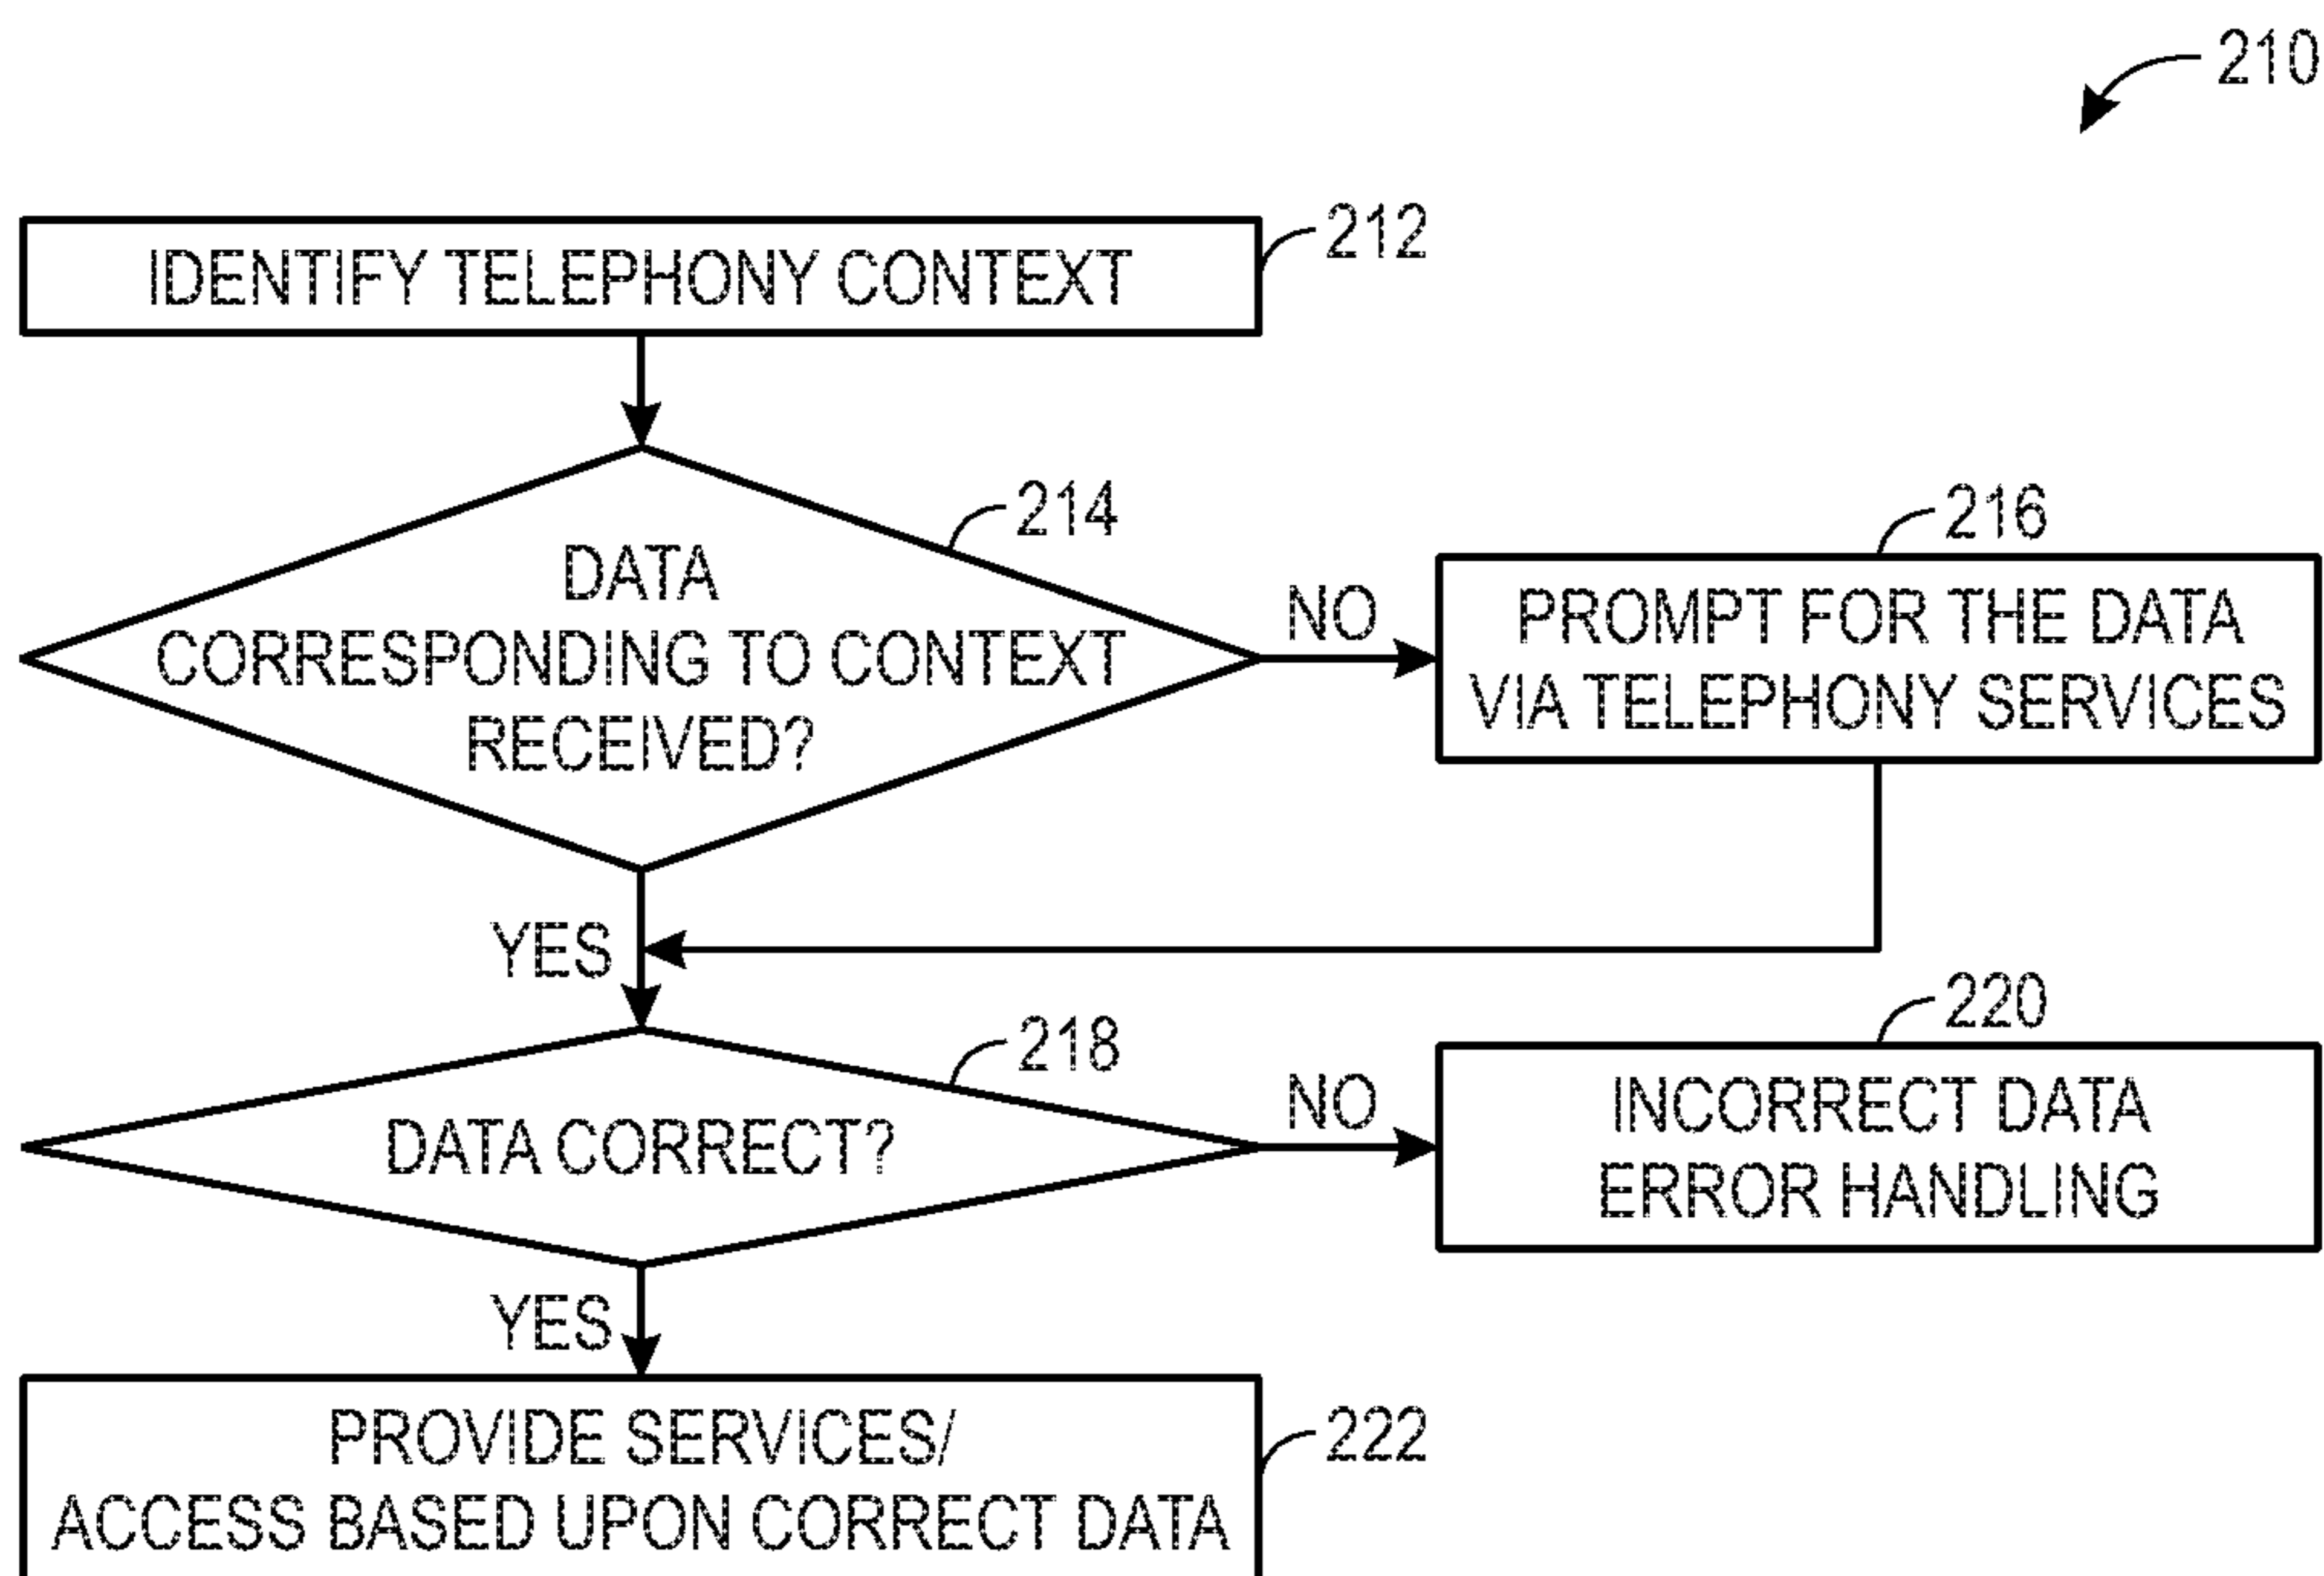 210
IDENTIFY TELEPHONY CONTEXT
212
214
DATA
CORRESPONDING TO CONTEXT
RECEIVED?
NO
216
PROMPT FOR THE DATA
VIA TELEPHONY SERVICES
YES
218
DATA CORRECT?
NO
220
INCORRECT DATA
ERROR HANDLING
YES
PROVIDE SERVICES/
ACCESS BASED UPON CORRECT DATA
222